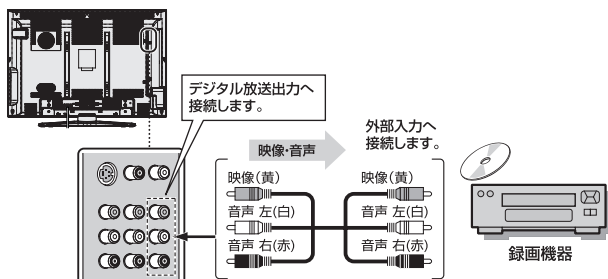 デジタル放送出力へ
接続します。
映像・音声
外部入力へ
接続します。
映像(黄)
音声 左(白)
音声 右(赤)
映像(黄)
音声 左(白)
音声 右(赤)
録画機器